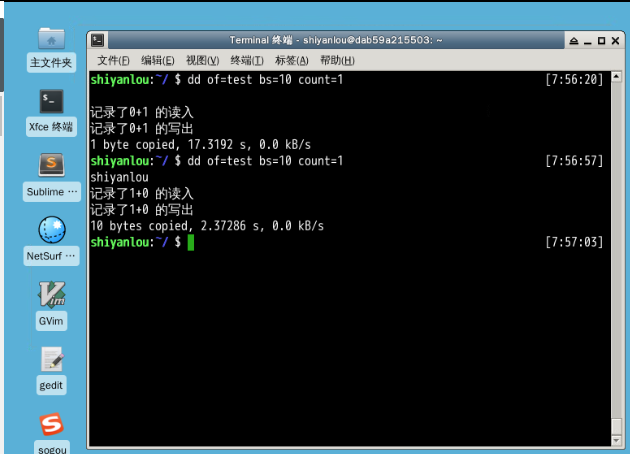 Terminal 终端 - shiyanlou@dab59a215503: ~
文件(F) 编辑(E) 视图(V) 终端(T) 标签(A) 帮助(H)
shiyanlou:~/ $ dd of=test bs=10 count=1 [7:56:20]
记录了0+1 的读入
记录了0+1 的写出
1 byte copied, 17.3192 s, 0.0 kB/s
shiyanlou:~/ $ dd of=test bs=10 count=1 [7:56:57]
shiyanlou
记录了1+0 的读入
记录了1+0 的写出
10 bytes copied, 2.37286 s, 0.0 kB/s
shiyanlou:~/ $ [7:57:03]
主文件夹
Xfce 终端
Sublime ···
NetSurf ···
GVim
gedit
sogou